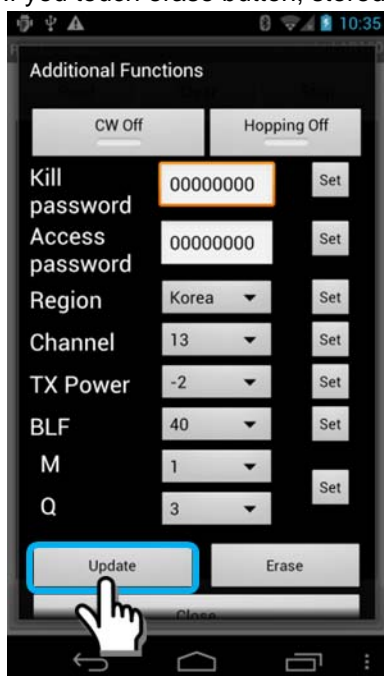 if you touch erase button, stored
10:35
Additional Functions
CW Off
Hopping Off
Kill password
00000000
Set
Access password
00000000
Set
Region
Korea
Set
Channel
13
Set
TX Power
-2
Set
BLF
40
Set
M
1
Q
3
Set
Update
Erase
Close